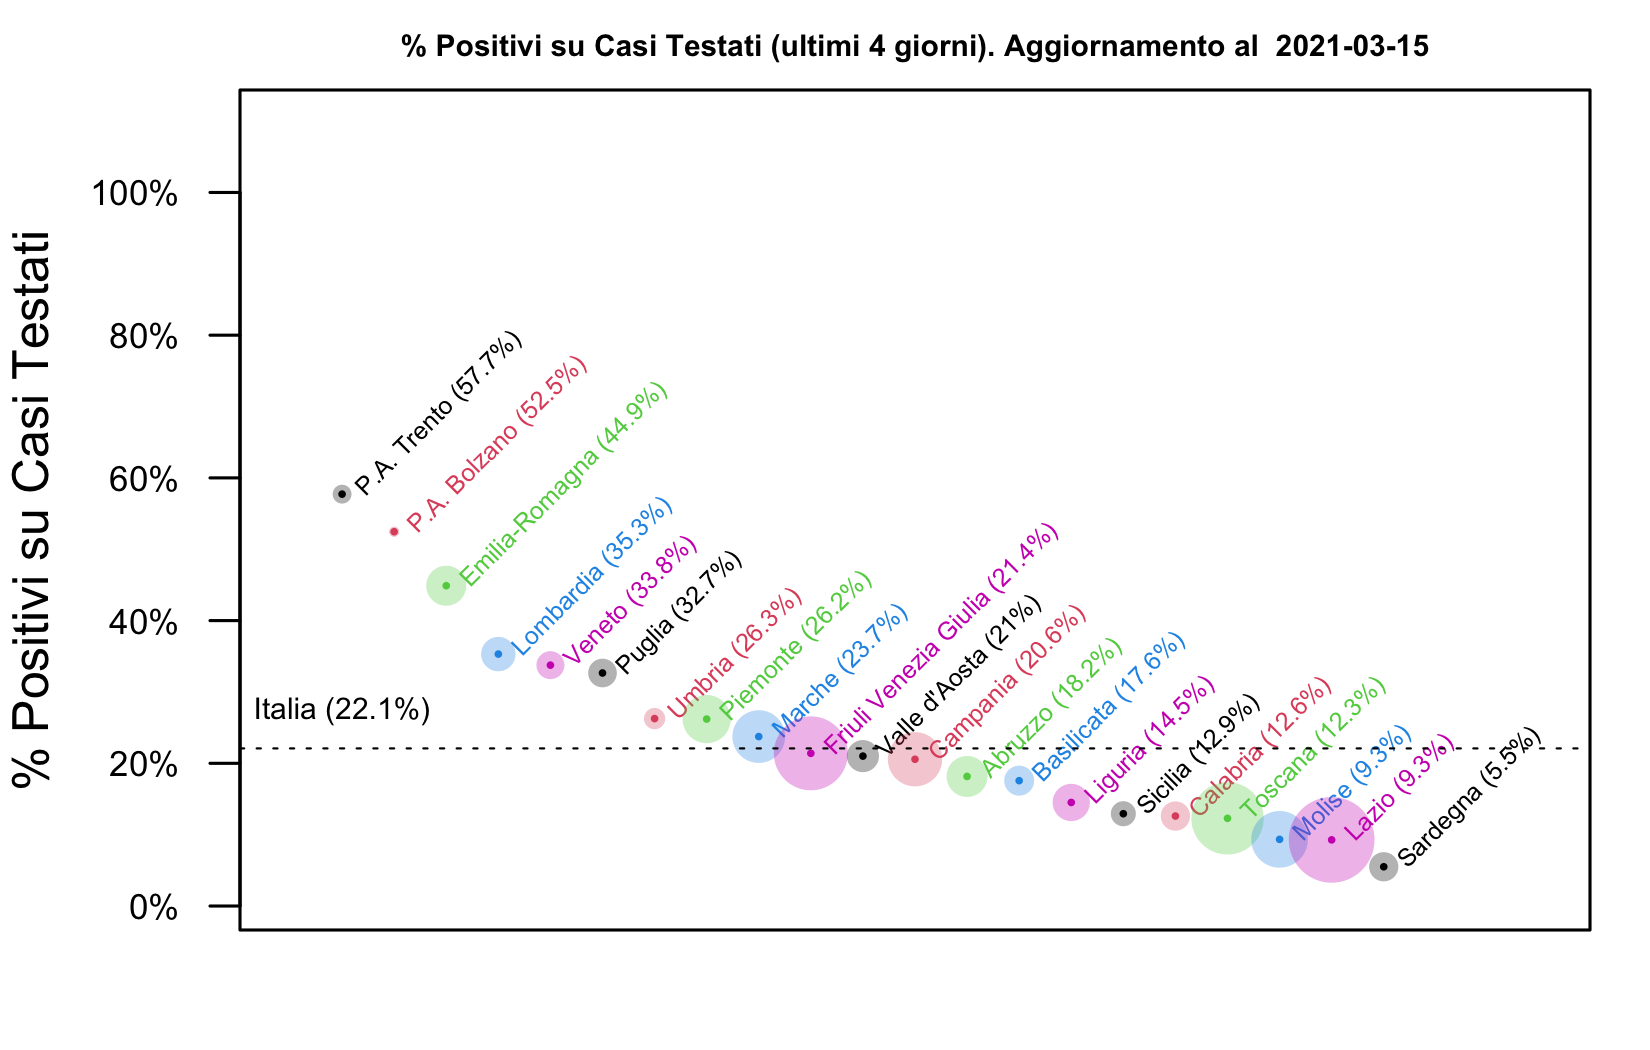 % Positivi su Casi Testati (ultimi 4 giorni). Aggiornamento al  2021-03-15
% Positivi su Casi Testati
100%
80%
60%
40%
20%
0%
Italia (22.1%)
P.A. Trento (57.7%)
P.A. Bolzano (52.5%)
Emilia-Romagna (44.9%)
Lombardia (35.3%)
Veneto (33.8%)
Puglia (32.7%)
Umbria (26.3%)
Piemonte (26.2%)
Marche (23.7%)
Friuli Venezia Giulia (21.4%)
Valle d'Aosta (21%)
Campania (20.6%)
Abruzzo (18.2%)
Basilicata (17.6%)
Liguria (14.5%)
Sicilia (12.9%)
Calabria (12.6%)
Toscana (12.3%)
Molise (9.3%)
Lazio (9.3%)
Sardegna (5.5%)